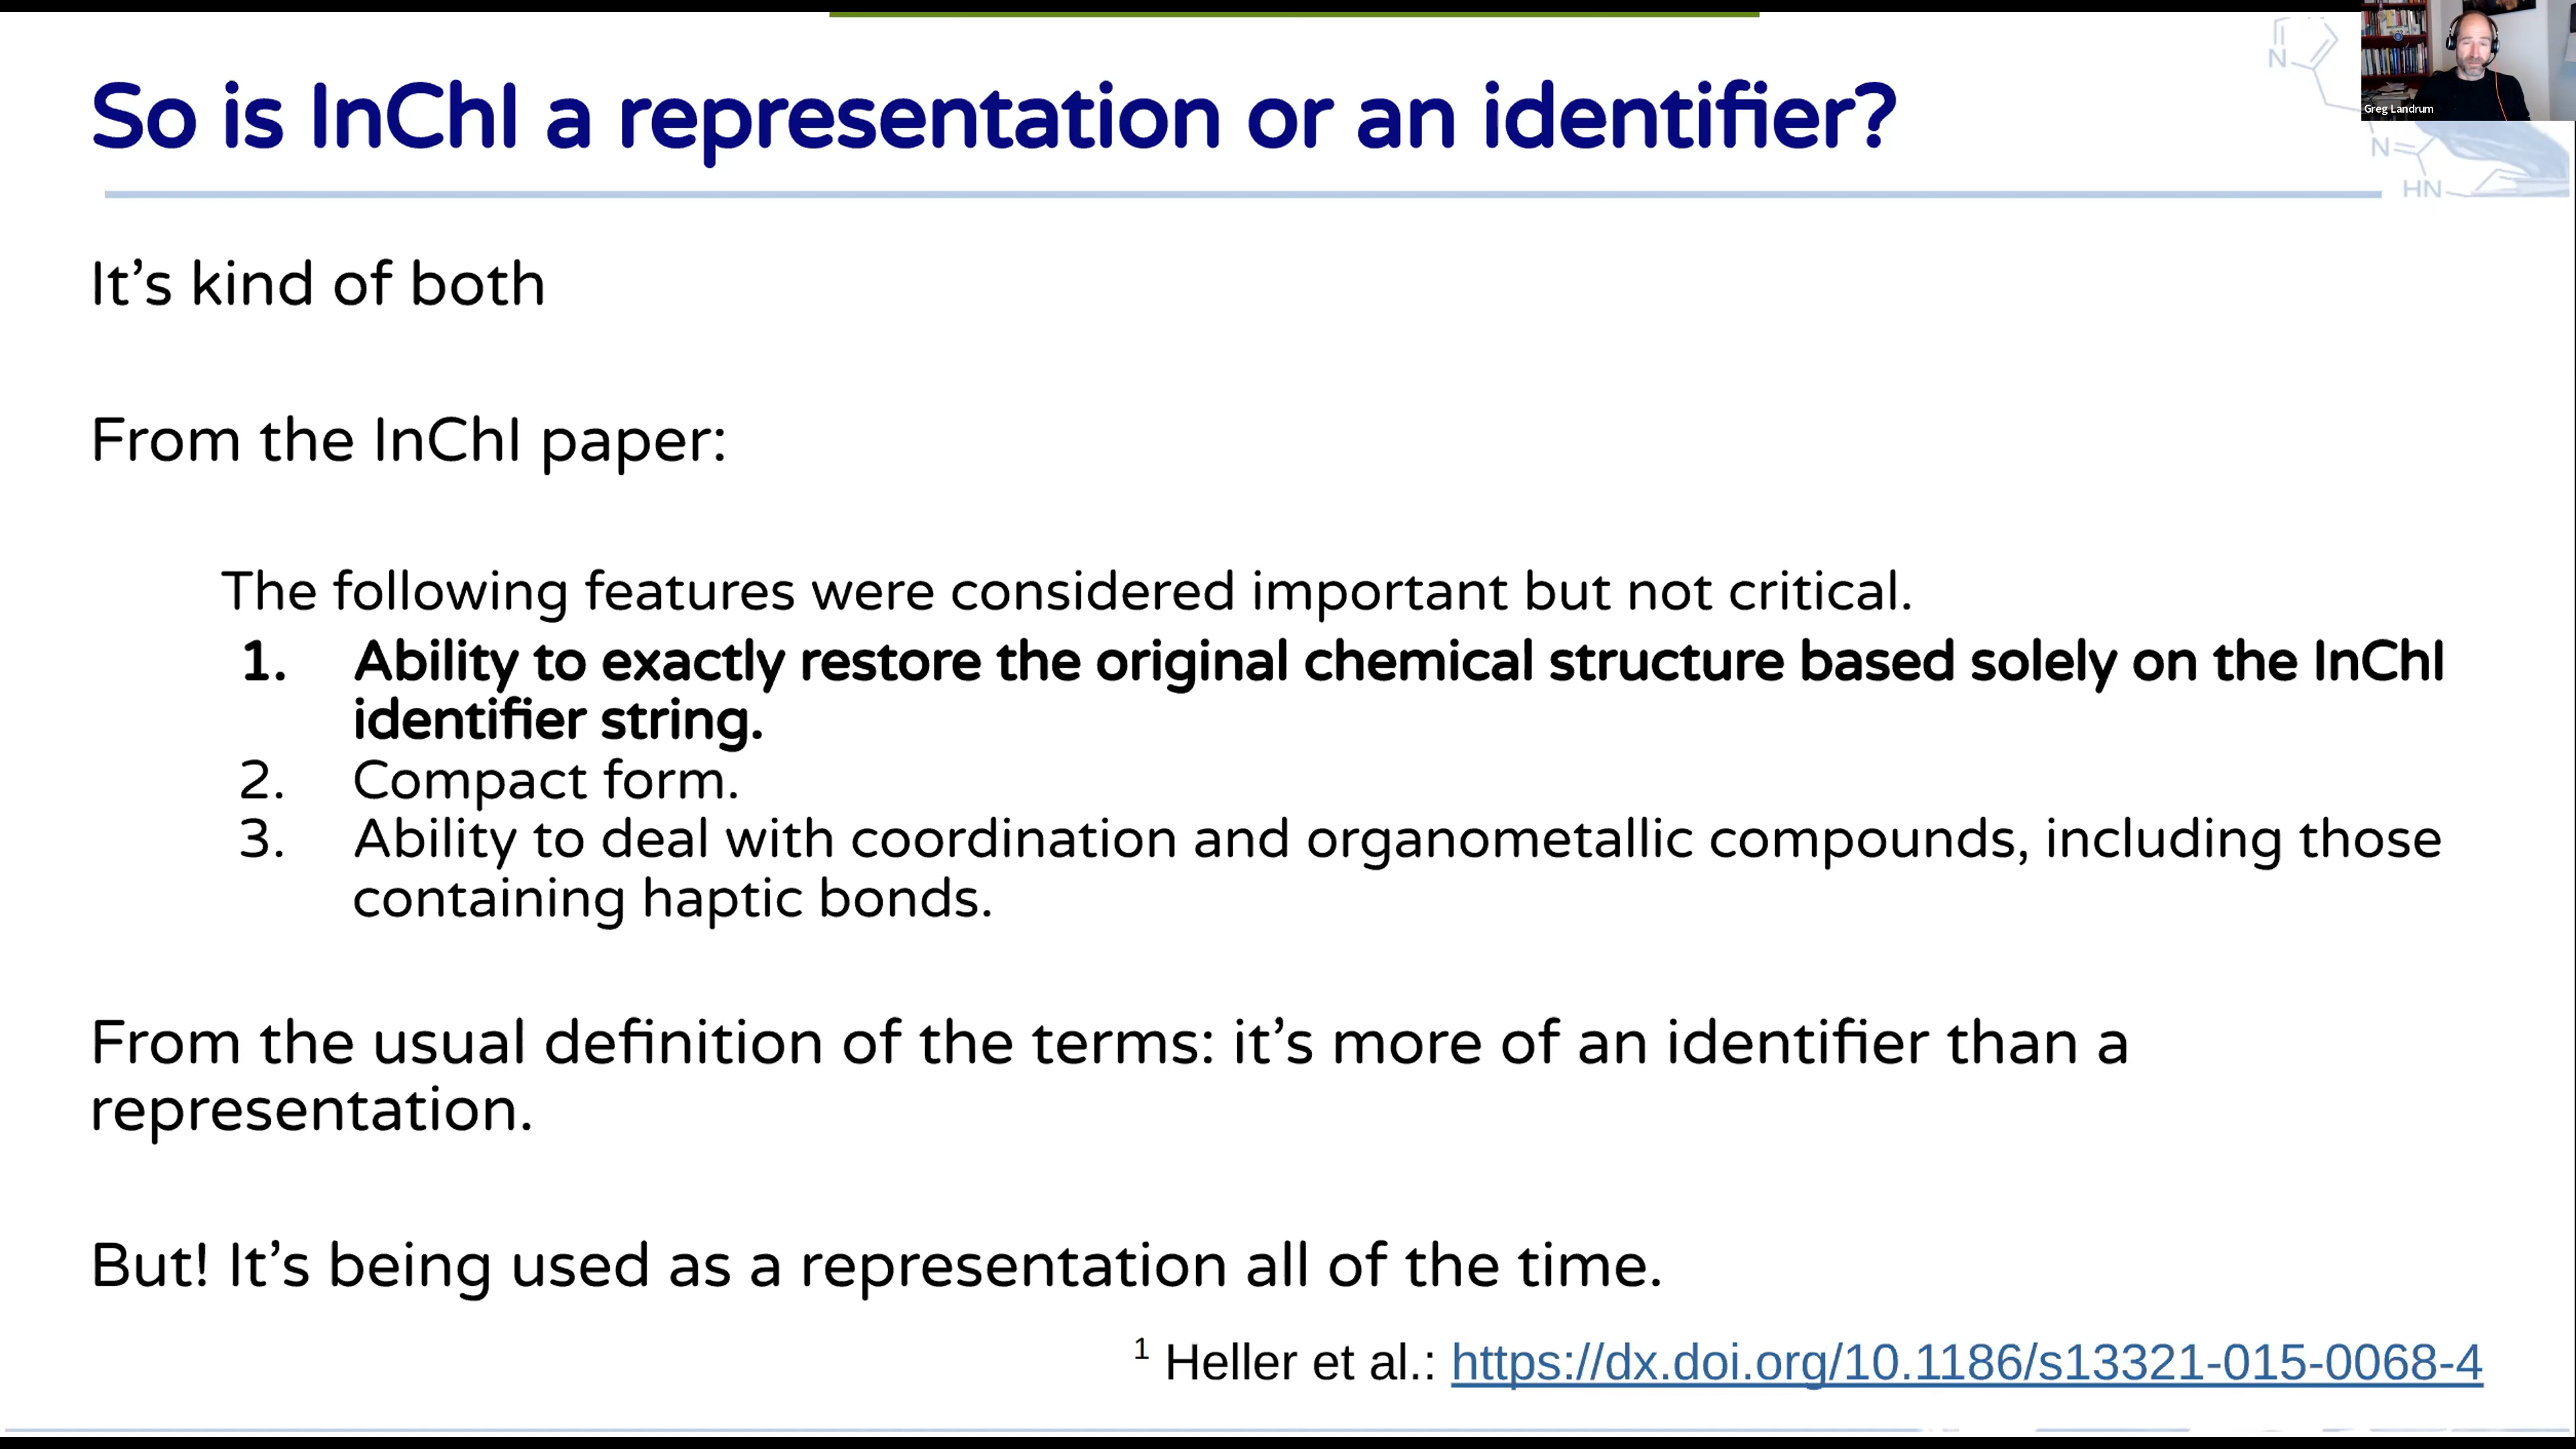 So is InChI a representation or an identifier?
N
Greg Landrum
N
HN
It’s kind of both
From the InChI paper:
The following features were considered important but not critical.
1. Ability to exactly restore the original chemical structure based solely on the InChI
identifier string.
2. Compact form.
3. Ability to deal with coordination and organometallic compounds, including those
containing haptic bonds.
From the usual definition of the terms: it’s more of an identifier than a
representation.
But! It’s being used as a representation all of the time.
1 Heller et al.: https://dx.doi.org/10.1186/s13321-015-0068-4